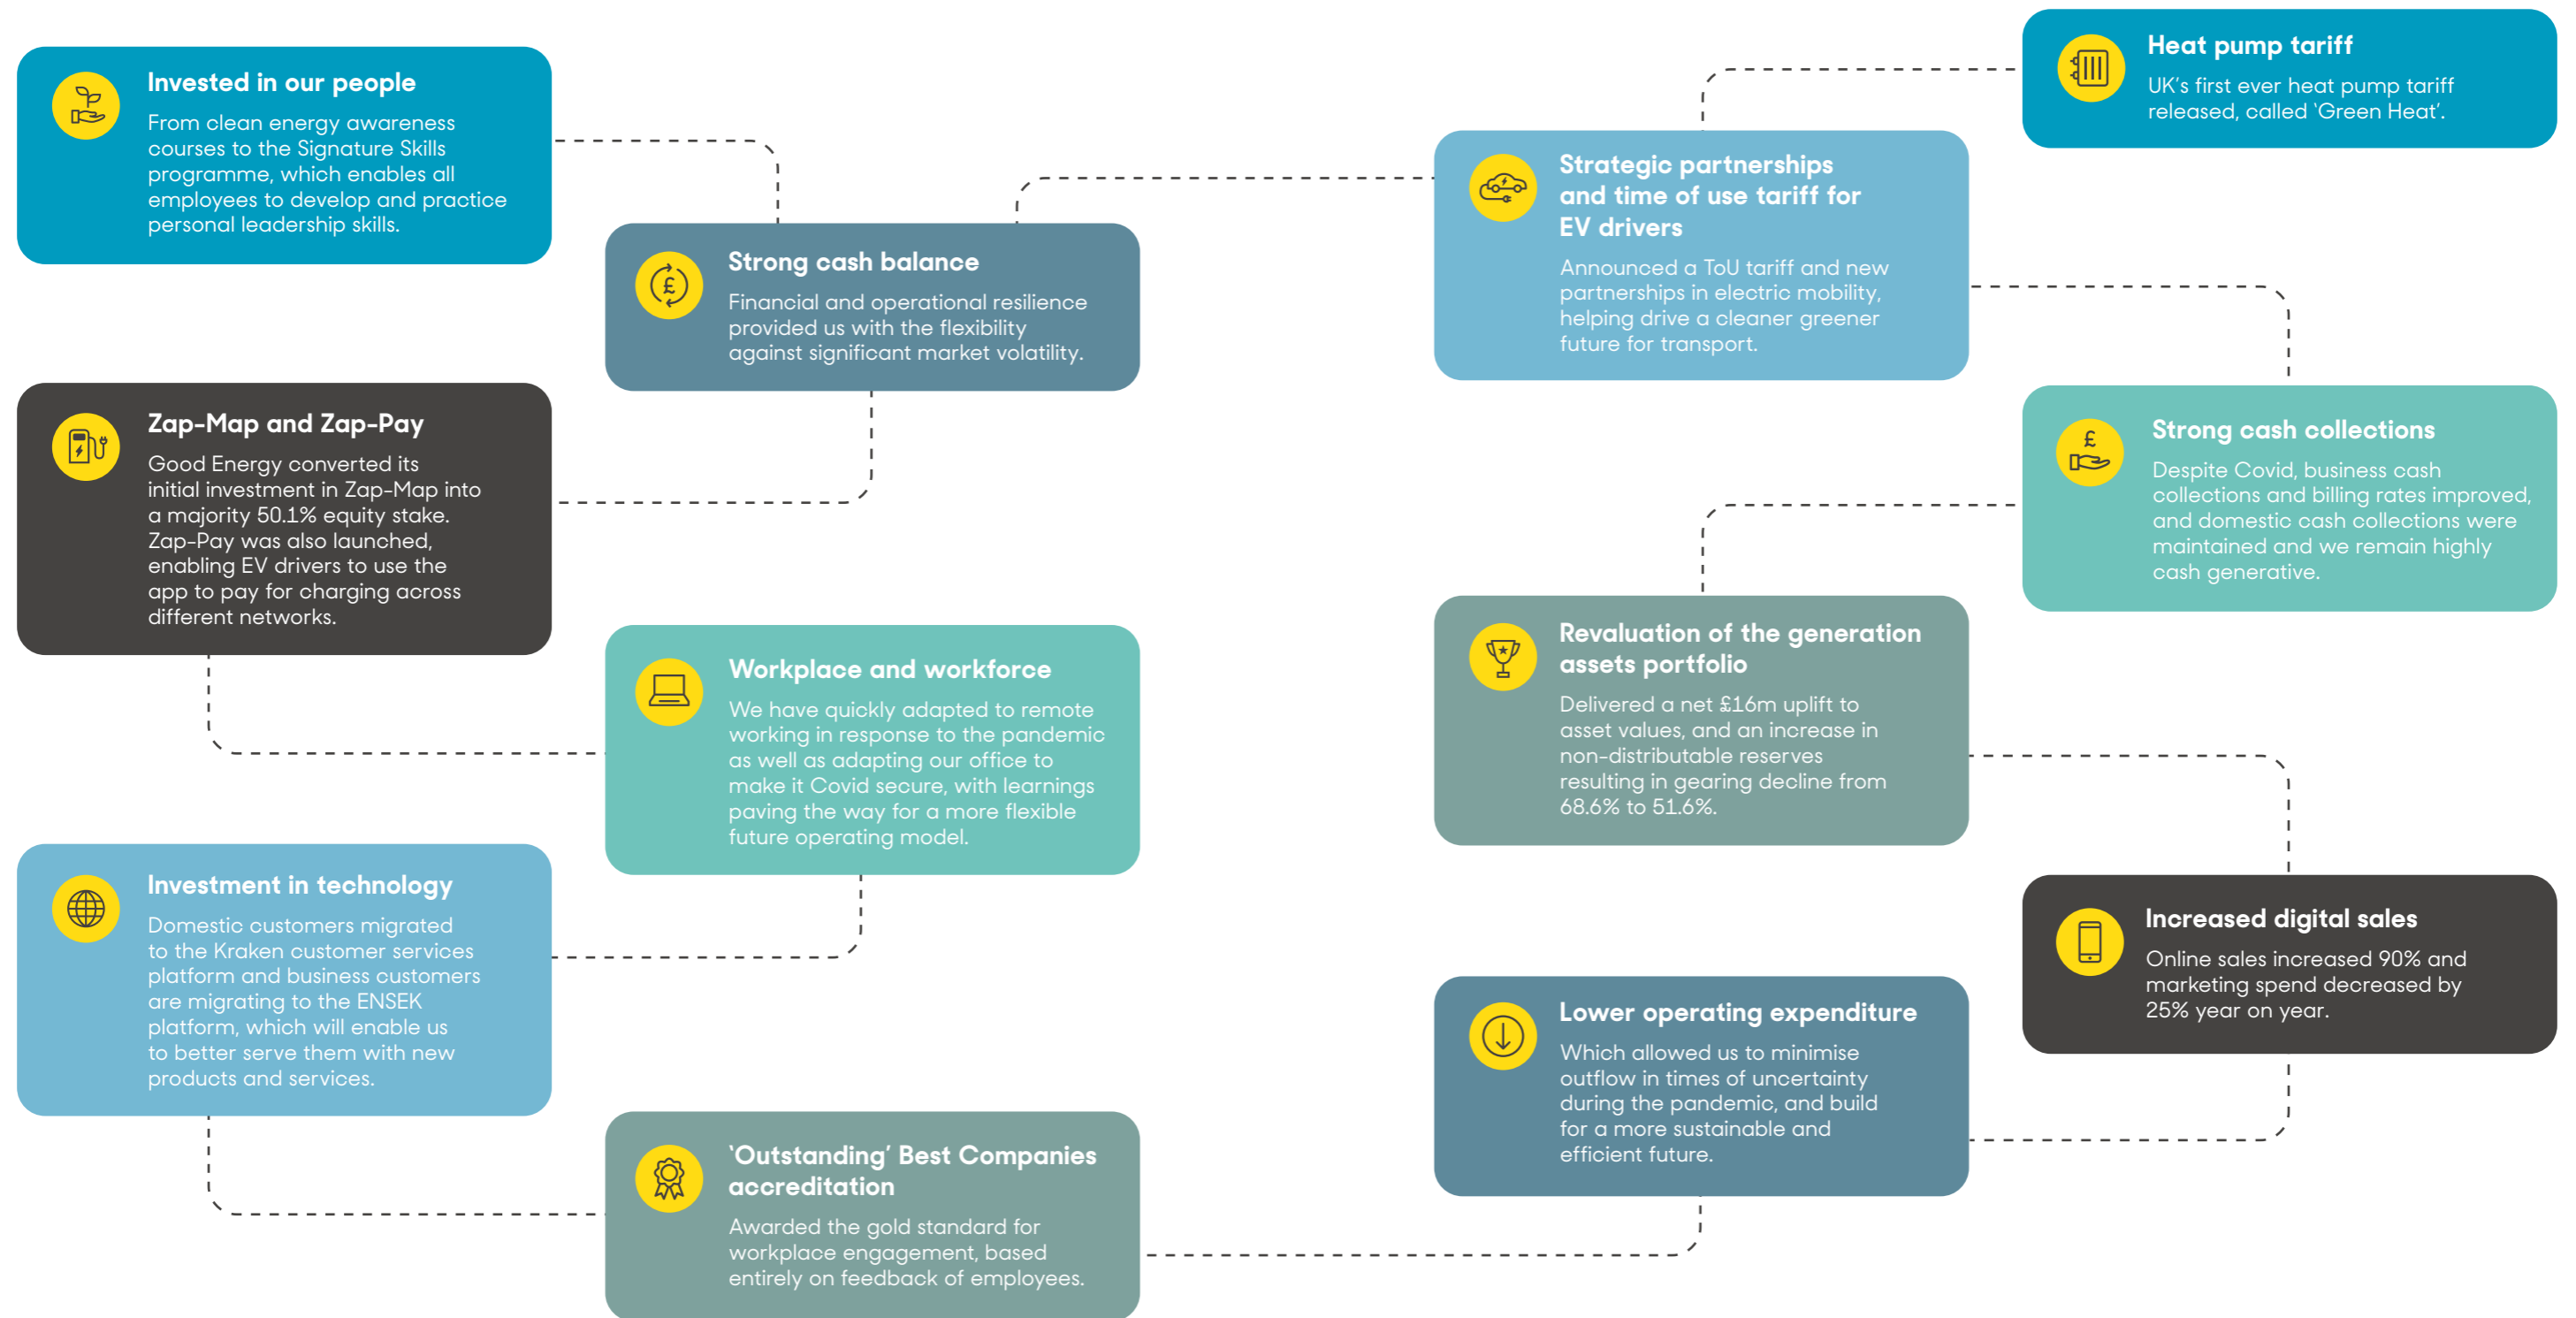 Invested in our people
From clean energy awareness
courses to the Signature Skills
programme, which enables all
employees to develop and practice
personal leadership skills.
Strong cash balance
Financial and operational resilience
provided us with the flexibility
against significant market volatility.
Zap-Map and Zap-Pay
Good Energy converted its
initial investment in Zap-Map into
a majority 50.1% equity stake.
Zap-Pay was also launched,
enabling EV drivers to use the
app to pay for charging across
different networks.
Workplace and workforce
We have quickly adapted to remote
working in response to the pandemic
as well as adapting our office to
make it Covid secure, with learnings
paving the way for a more flexible
future operating model.
Investment in technology
Domestic customers migrated
to the Kraken customer services
platform and business customers
are migrating to the ENSEK
platform, which will enable us
to better serve them with new
products and services.
‘Outstanding’ Best Companies
accreditation
Awarded the gold standard for
workplace engagement, based
entirely on feedback of employees.
Heat pump tariff
UK’s first ever heat pump tariff
released, called ‘Green Heat’.
Strategic partnerships
and time of use tariff for
EV drivers
Announced a ToU tariff and new
partnerships in electric mobility,
helping drive a cleaner greener
future for transport.
£
Strong cash collections
Despite Covid, business cash
collections and billing rates improved,
and domestic cash collections were
maintained and we remain highly
cash generative.
£
Revaluation of the generation
assets portfolio
Delivered a net £16m uplift to
asset values, and an increase in
non-distributable reserves
resulting in gearing decline from
68.6% to 51.6%.
Increased digital sales
Online sales increased 90% and
marketing spend decreased by
25% year on year.
Lower operating expenditure
Which allowed us to minimise
outflow in times of uncertainty
during the pandemic, and build
for a more sustainable and
efficient future.